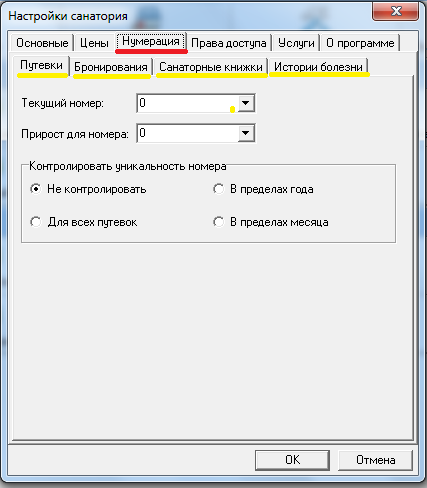 Настройки санатория
Основные Цены Нумерация Права доступа Услуги О программе
Путевки Бронирования Санаторные книжки Истории болезни
Текущий номер: 0
Прирост для номера: 0
Контролировать уникальность номера
Не контролировать В пределах года
Для всех путевок В пределах месяца
OK Отмена